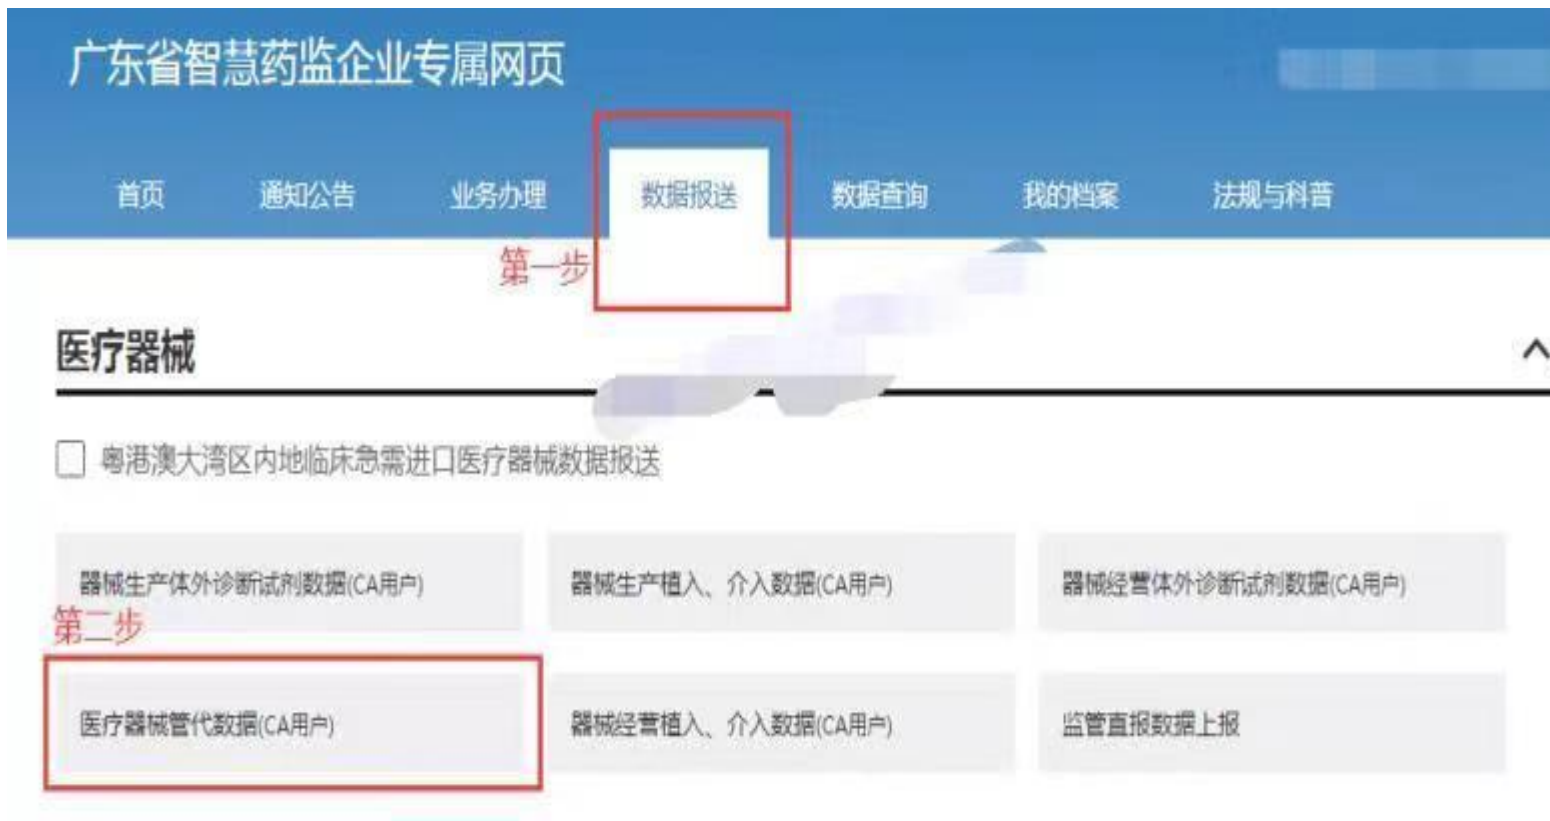 广东省智慧药监企业专属网页
首页 通知公告 业务办理 数据报送 数据查询 我的档案 法规与科普
第一步
医疗器械
粤港澳大湾区内地临床急需进口医疗器械数据报送
器械生产体外诊断试剂数据(CA用户) 器械生产植入、介入数据(CA用户) 器械经营体外诊断试剂数据(CA用户)
第二步
医疗器械管代数据(CA用户) 器械经营植入、介入数据(CA用户) 监管直报数据上报